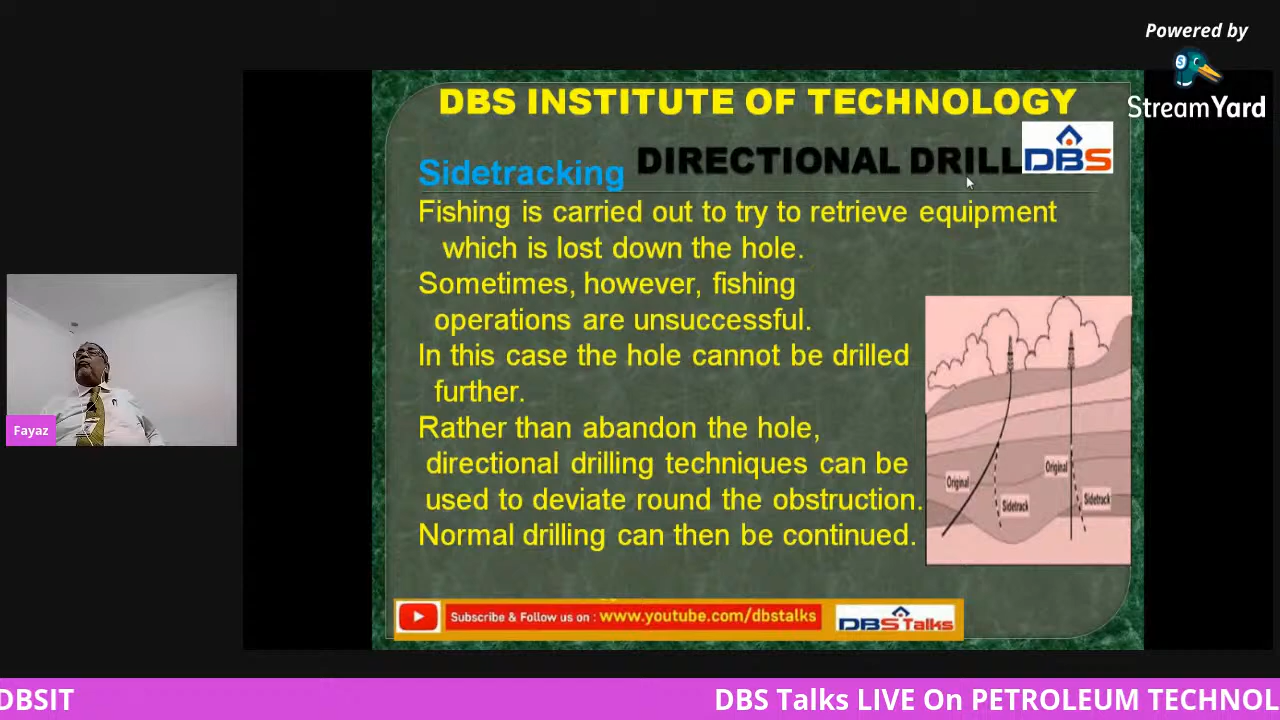 Powered by
StreamYard
DBS INSTITUTE OF TECHNOLOGY
Sidetracking DIRECTIONAL DRILL
DBS
Fishing is carried out to try to retrieve equipment
which is lost down the hole.
Sometimes, however, fishing
operations are unsuccessful.
In this case the hole cannot be drilled
further.
Rather than abandon the hole,
directional drilling techniques can be
used to deviate round the obstruction.
Normal drilling can then be continued.
Original
Sidetrack
Original
Sidetrack
Fayaz
Subscribe & Follow us on : www.youtube.com/dbstalks
DBS Talks
DBSIT DBS Talks LIVE On PETROLEUM TECHNOL